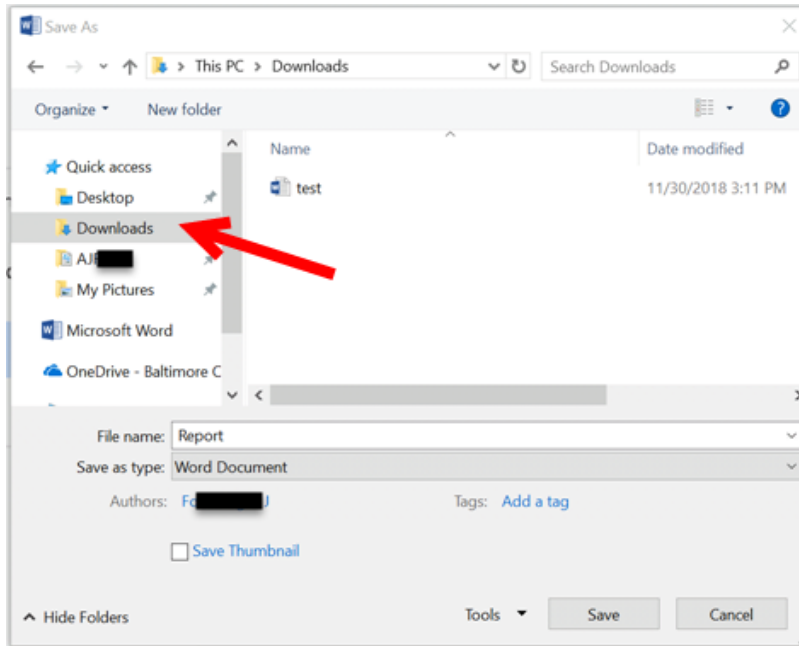 Save As
This PC > Downloads
Search Downloads
Organize
New folder
Name
Date modified
Quick access
Desktop
Downloads
AJ
My Pictures
Microsoft Word
OneDrive - Baltimore C
test
11/30/2018 3:11 PM
File name: Report
Save as type: Word Document
Authors:
Tags: Add a tag
Save Thumbnail
Hide Folders
Tools
Save
Cancel